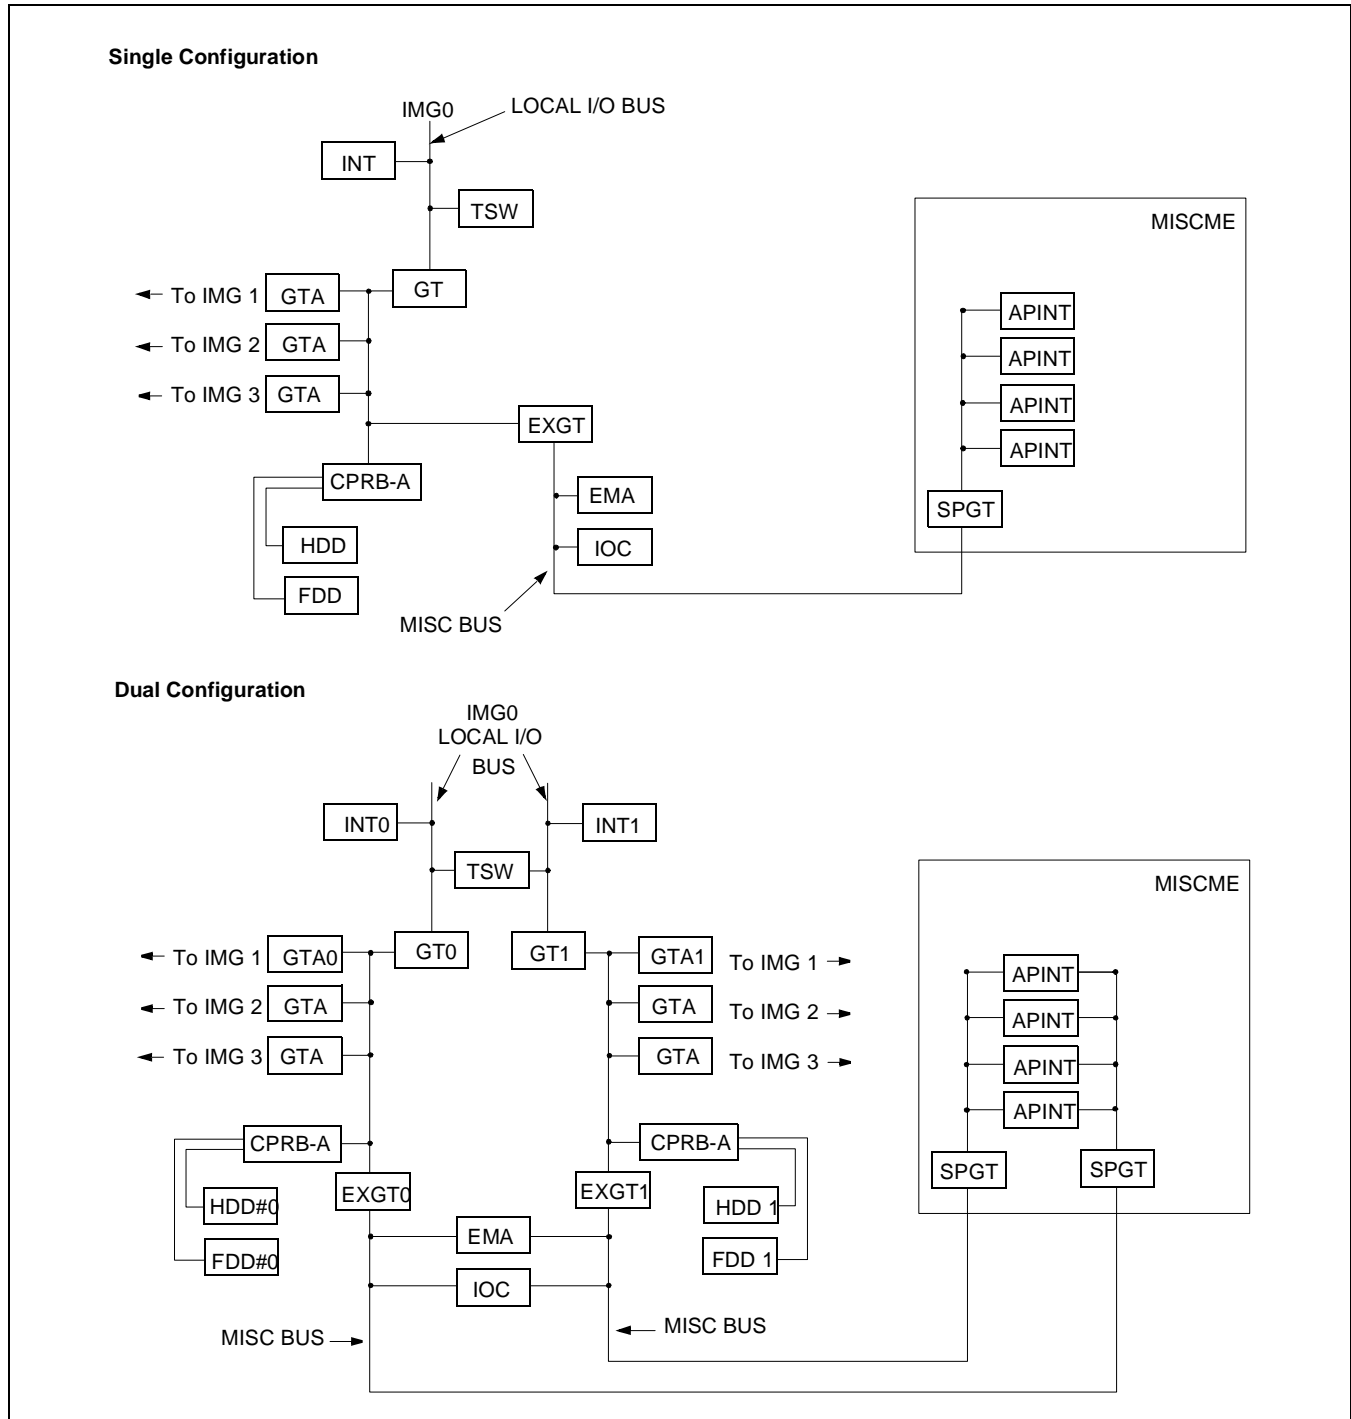 Single Configuration
IMG0
LOCAL I/O BUS
INT
TSW
MISCME
GT
To IMG 1
GTA
To IMG 2
GTA
To IMG 3
GTA
APINT
APINT
APINT
APINT
EXGT
CPRB-A
EMA
SPGT
HDD
IOC
FDD
MISC BUS
Dual Configuration
IMG0
LOCAL I/O
BUS
INT0
INT1
TSW
MISCME
To IMG 1
GTA0
GT0
GT1
GTA1
To IMG 1
To IMG 2
GTA
GTA
To IMG 2
To IMG 3
GTA
GTA
To IMG 3
APINT
APINT
APINT
APINT
CPRB-A
CPRB-A
SPGT
SPGT
EXGT0
EXGT1
HDD#0
HDD 1
EMA
FDD#0
FDD 1
IOC
MISC BUS
MISC BUS